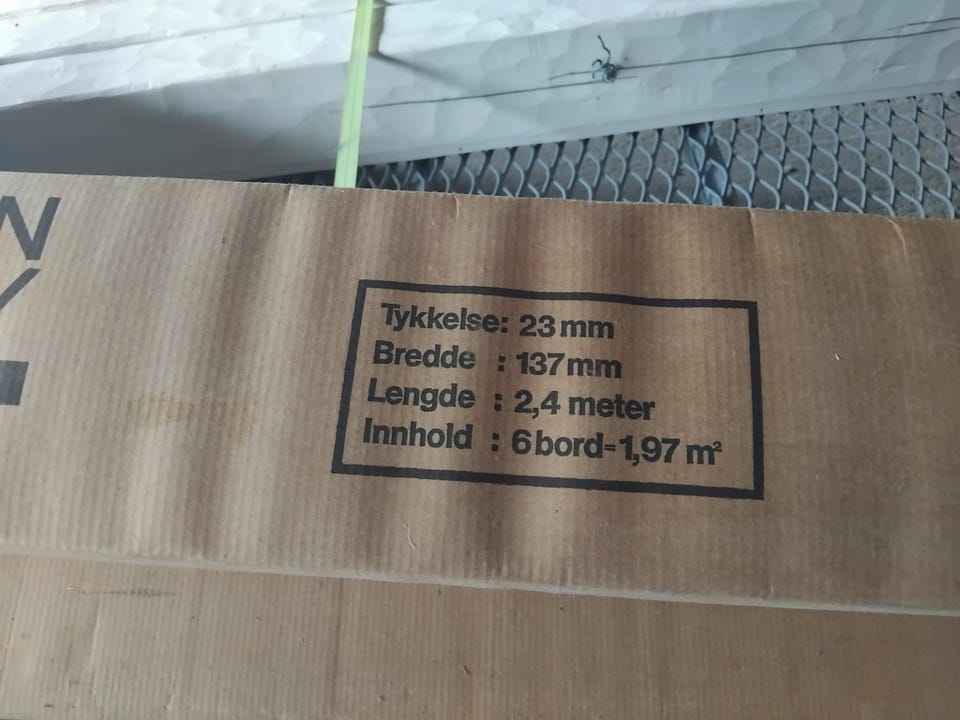 N
Y
Tykkelse: 23 mm
Bredde : 137 mm
Lengde : 2,4 meter
Innhold : 6 bord=1,97 m²